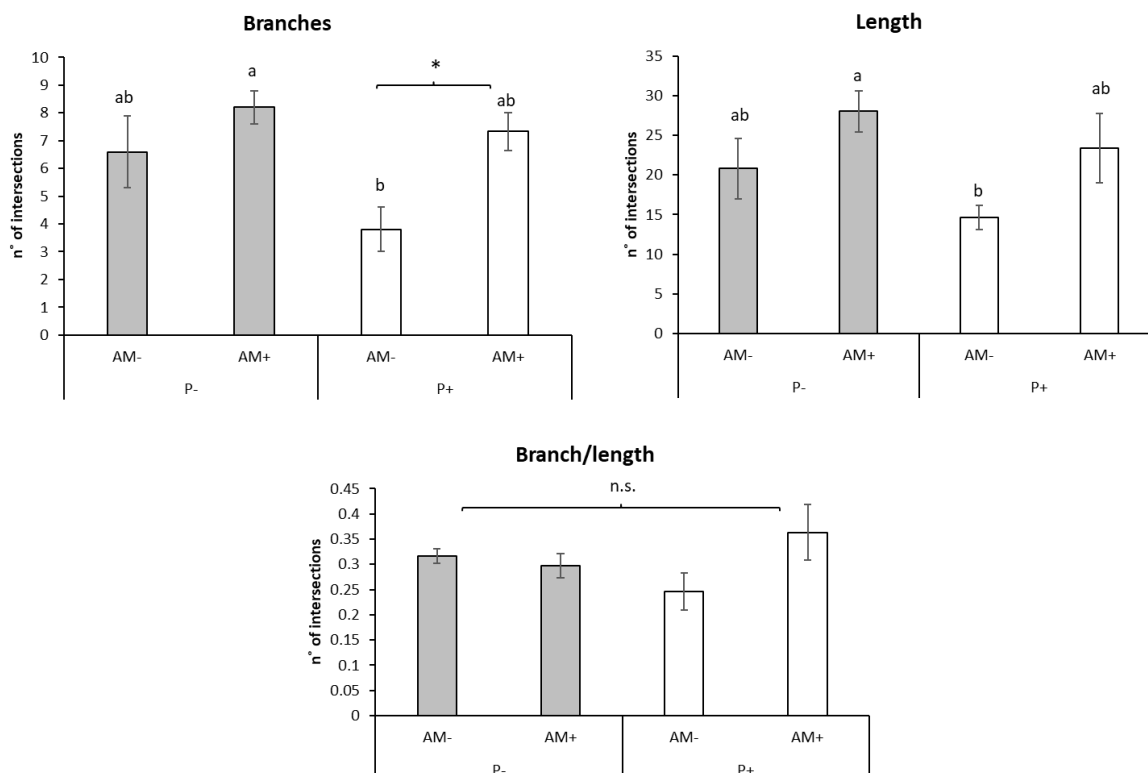 Branches
n° of intersections
10
9
8
7
6
5
4
3
2
1
0
ab
a
*
b
ab
AM-
AM+
AM-
AM+
P-
P+
Length
n° of intersections
35
30
25
20
15
10
5
0
ab
a
b
ab
AM-
AM+
AM-
AM+
P-
P+
Branch/length
n° of intersections
0.45
0.4
0.35
0.3
0.25
0.2
0.15
0.1
0.05
0
n.s.
AM-
AM+
AM-
AM+
P-
P+